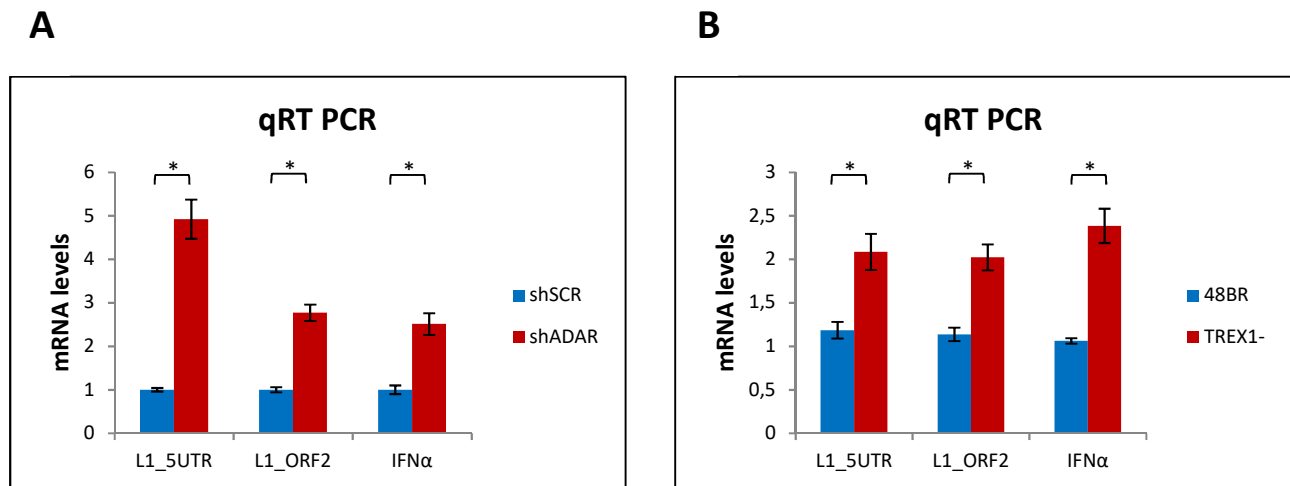 A
qRT PCR
mRNA levels
6
5
4
3
2
1
0
*
*
*
L1_5UTR
L1_ORF2
IFNα
shSCR
shADAR
B
qRT PCR
mRNA levels
3
2,5
2
1,5
1
0,5
0
*
*
*
L1_5UTR
L1_ORF2
IFNα
48BR
TREX1-